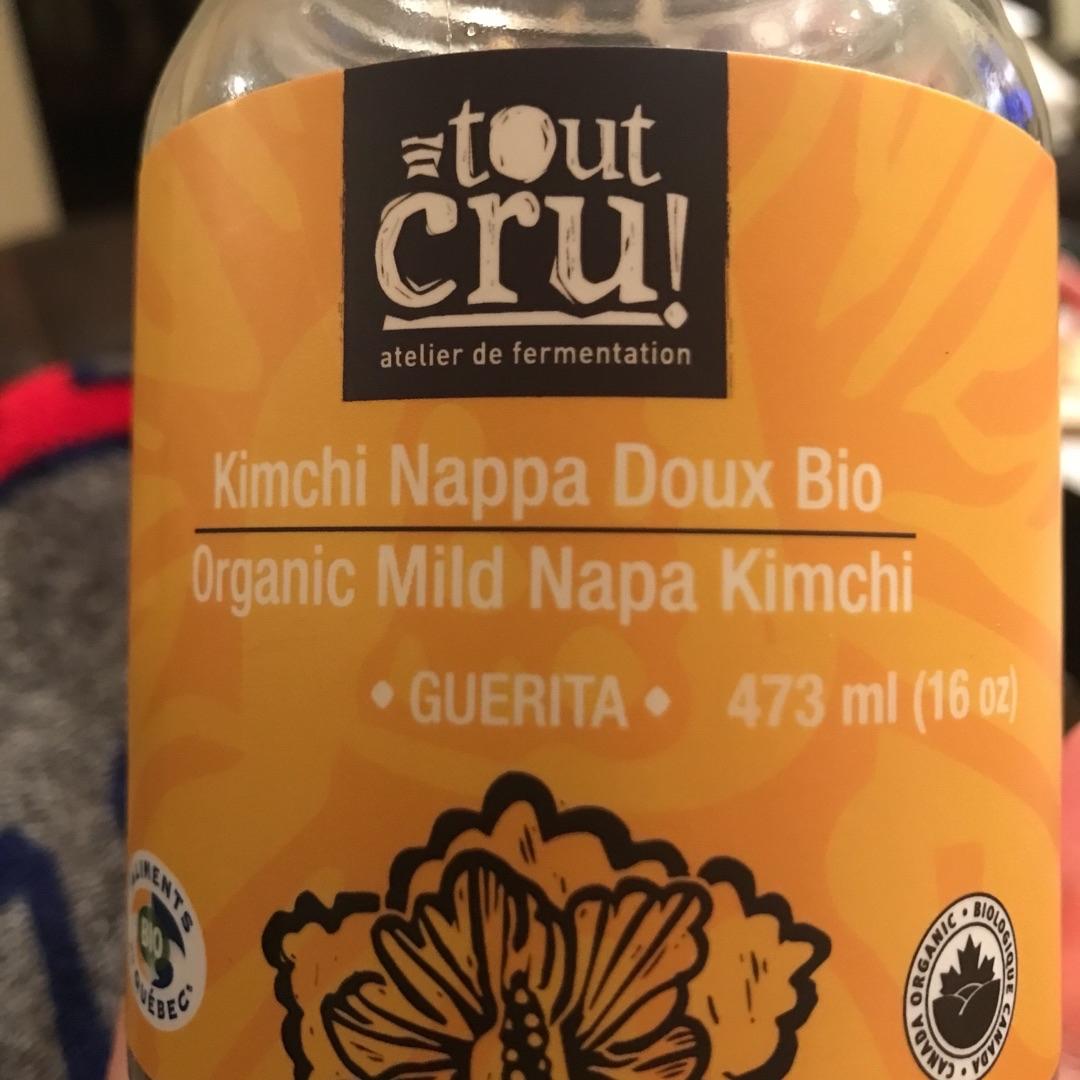 tout
cru!
atelier de fermentation
Kimchi Nappa Doux Bio
Organic Mild Napa Kimchi
• GUERITA • 473 ml (16 oz)
ALIMENTS
BIO
QUÉBEC
CANADA ORGANIC • BIOLOGIQUE CANADA •